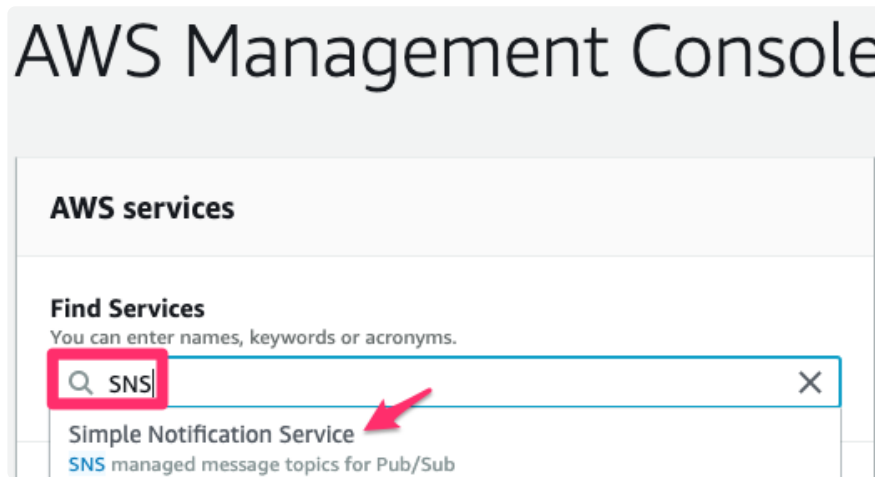 AWS Management Console
AWS services
Find Services
You can enter names, keywords or acronyms.
SNS
Simple Notification Service
SNS managed message topics for Pub/Sub